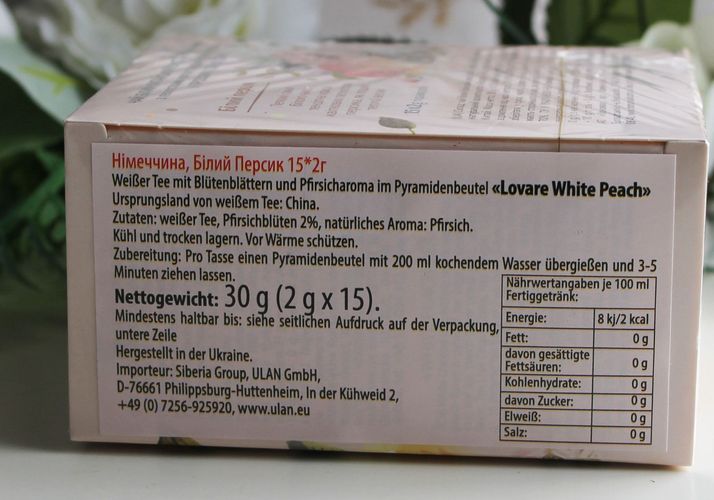 Білий персик
Німеччина, Білий Персик 15*2г
Weißer Tee mit Blütenblättern und Pfirsicharoma im Pyramidenbeutel «Lovare White Peach»
Ursprungsland von weißem Tee: China.
Zutaten: weißer Tee, Pfirsichblüten 2%, natürliches Aroma: Pfirsich.
Kühl und trocken lagern. Vor Wärme schützen.
Zubereitung: Pro Tasse einen Pyramidenbeutel mit 200 ml kochendem Wasser übergießen und 3-5
Minuten ziehen lassen.
Nettogewicht: 30 g (2 g x 15).
Mindestens haltbar bis: siehe seitlichen Aufdruck auf der Verpackung,
untere Zeile
Hergestellt in der Ukraine.
Importeur: Siberia Group, ULAN GmbH,
D-76661 Philippsburg-Huttenheim, In der Kühweid 2,
+49 (0) 7256-925920, www.ulan.eu
Nährwertangaben je 100 ml
Fertiggetränk:
Energie: 8 kj/2 kcal
Fett: 0 g
davon gesättigte
Fettsäuren: 0 g
Kohlenhydrate: 0 g
davon Zucker: 0 g
Elweiß: 0 g
Salz: 0 g